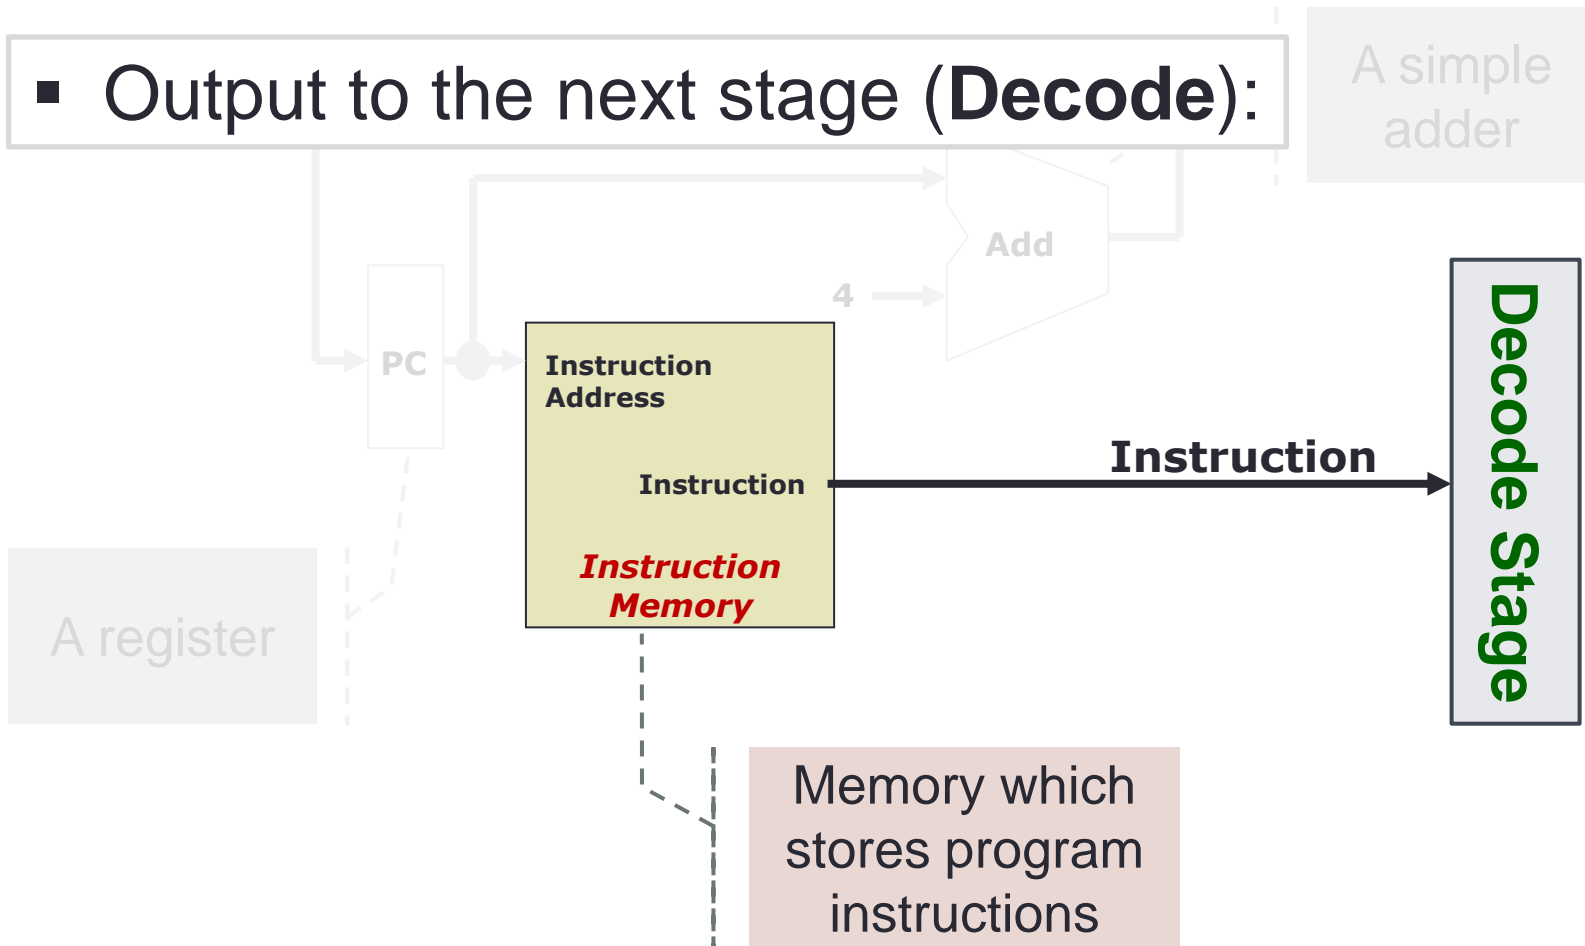 ▪ Output to the next stage (Decode):
A simple
adder
Add
4
PC
Instruction
Address
Instruction
Instruction
Memory
Instruction
Decode Stage
A register
Memory which
stores program
instructions